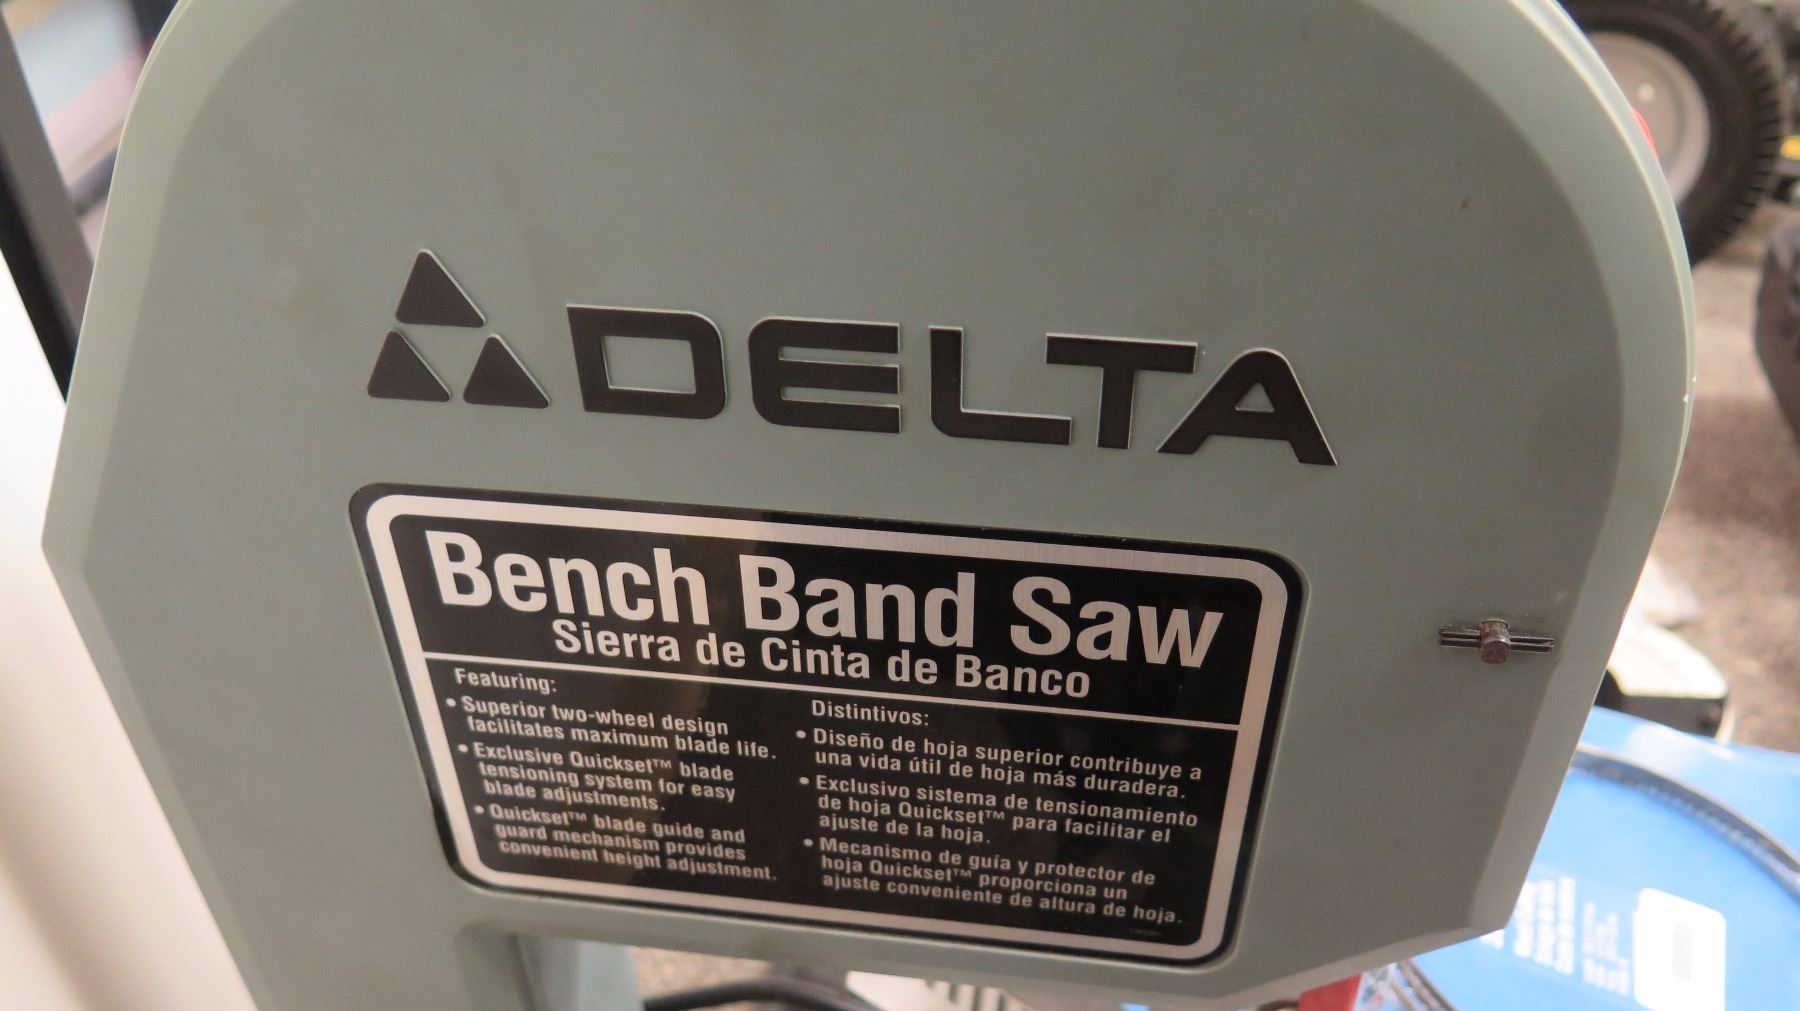 DELTA
Bench Band Saw
Sierra de Cinta de Banco
Featuring:
• Superior two-wheel design
facilitates maximum blade life.
• Exclusive Quickset™ blade
tensioning system for easy
blade adjustments.
• Quickset™ blade guide and
guard mechanism provides
convenient height adjustment.
Distintivos:
• Diseño de hoja superior contribuye a
una vida útil de hoja más duradera.
• Exclusivo sistema de tensionamiento
de hoja Quickset™ para facilitar el
ajuste de la hoja.
• Mecanismo de guía y protector de
hoja Quickset™ proporciona un
ajuste conveniente de altura de hoja.